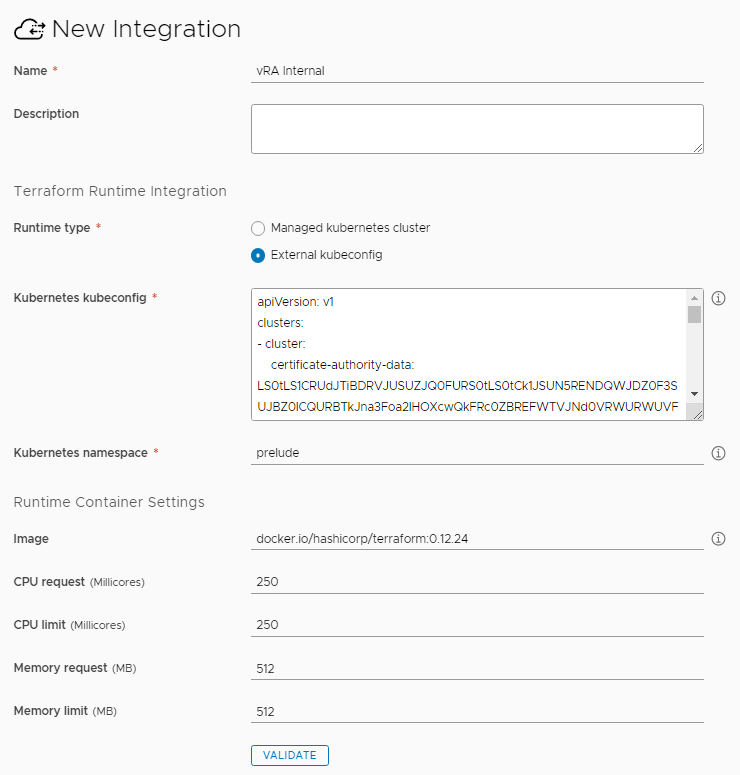 New Integration
Name * vRA Internal
Description
Terraform Runtime Integration
Runtime type * Managed kubernetes cluster
External kubeconfig
Kubernetes kubeconfig * apiVersion: v1
clusters:
- cluster:
certificate-authority-data:
LS0tLS1CRUdJTiBDRVJUSUZJQ0FURS0tLS0tCk1JSUN5RENDQWJDZ0F3S
UJBZ0lCQURBTkJna3Foa2lHOXcwQkFRc0ZBREFWTVJNd0VRWURWUVF
Kubernetes namespace * prelude
Runtime Container Settings
Image docker.io/hashicorp/terraform:0.12.24
CPU request (Millicores) 250
CPU limit (Millicores) 250
Memory request (MB) 512
Memory limit (MB) 512
VALIDATE